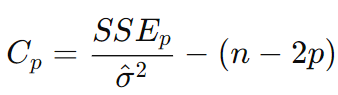 C_p = \frac{SSE_p}{\hat{\sigma}^2} - (n - 2p)